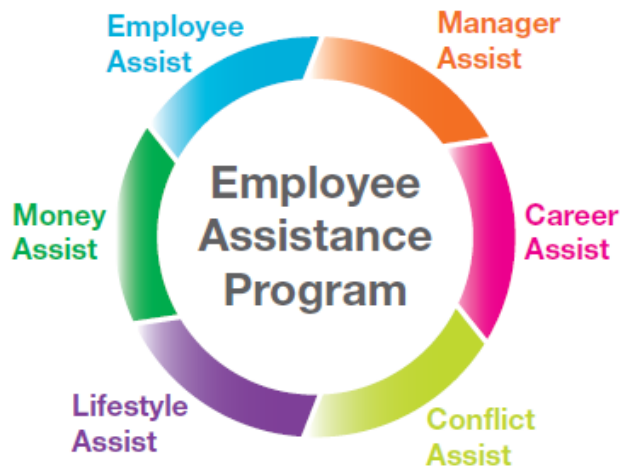 Employee
Assist
Manager
Assist
Employee
Assistance
Program
Money
Assist
Career
Assist
Lifestyle
Assist
Conflict
Assist